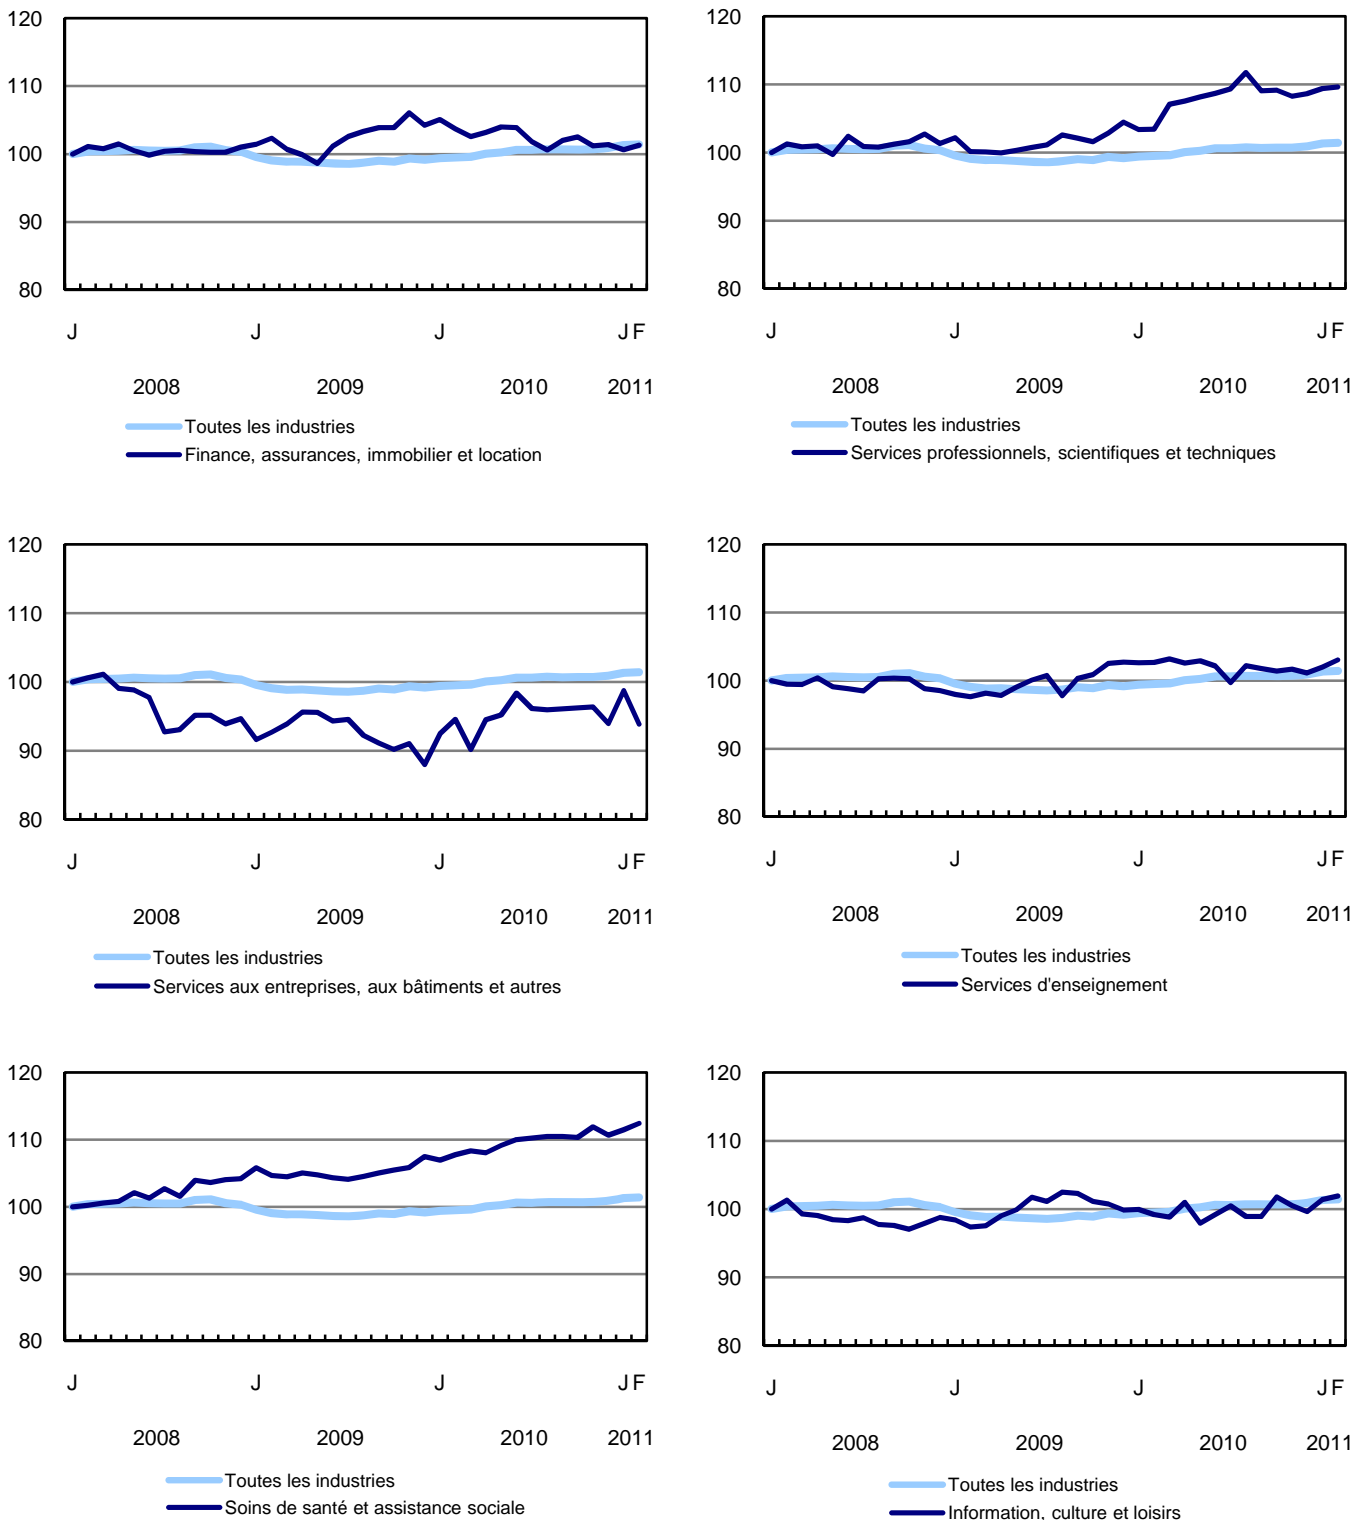 120
110
100
90
80
J J J J F
2008 2009 2010 2011
Toutes les industries
Finance, assurances, immobilier et location
120
110
100
90
80
J J J J F
2008 2009 2010 2011
Toutes les industries
Services professionnels, scientifiques et techniques
120
110
100
90
80
J J J J F
2008 2009 2010 2011
Toutes les industries
Services aux entreprises, aux bâtiments et autres
120
110
100
90
80
J J J J F
2008 2009 2010 2011
Toutes les industries
Services d'enseignement
120
110
100
90
80
J J J J F
2008 2009 2010 2011
Toutes les industries
Soins de santé et assistance sociale
120
110
100
90
80
J J J J F
2008 2009 2010 2011
Toutes les industries
Information, culture et loisirs